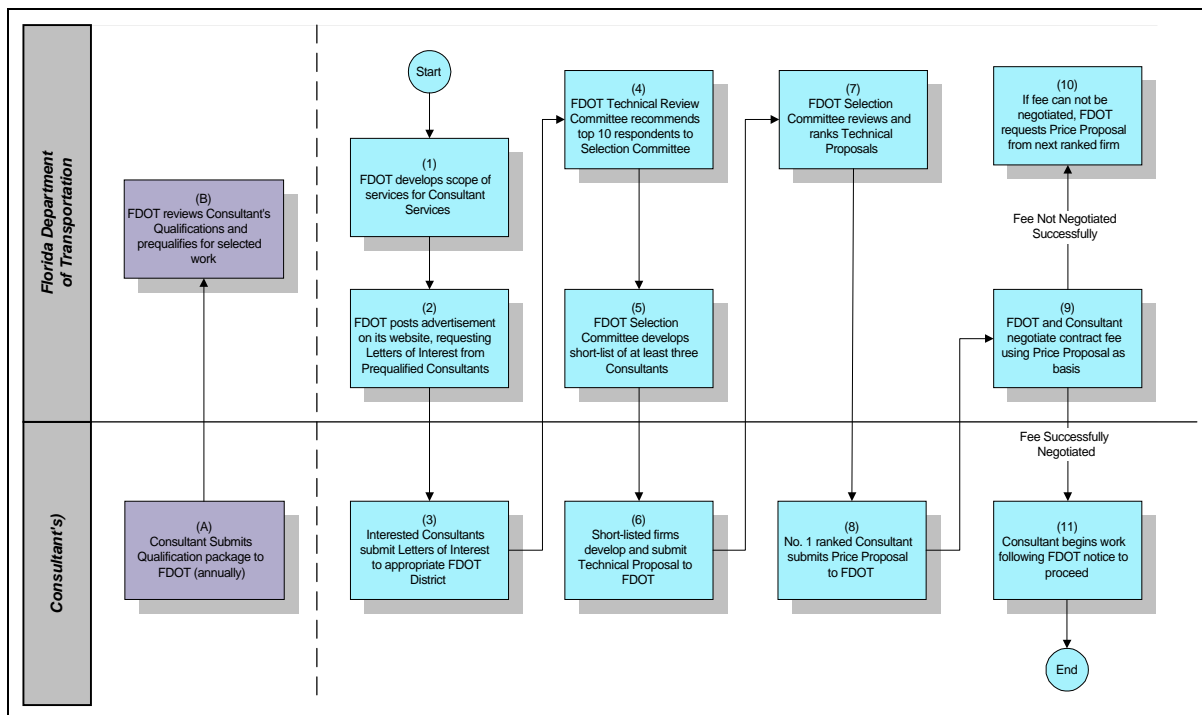 Florida Department
of Transportation
Consultant's)
(B)
FDOT reviews Consultant's
Qualifications and
prequalifies for selected
work
(A)
Consultant Submits
Qualification package to
FDOT (annually)
Start
(1)
FDOT develops scope of
services for Consultant
Services
(2)
FDOT posts advertisement
on its website, requesting
Letters of Interest from
Prequalified Consultants
(3)
Interested Consultants
submit Letters of Interest
to appropriate FDOT
District
(4)
FDOT Technical Review
Committee recommends
top 10 respondents to
Selection Committee
(5)
FDOT Selection
Committee develops
short-list of at least three
Consultants
(6)
Short-listed firms
develop and submit
Technical Proposal to
FDOT
(7)
FDOT Selection
Committee reviews and
ranks Technical
Proposals
(8)
No. 1 ranked Consultant
submits Price Proposal
to FDOT
(10)
If fee can not be
negotiated, FDOT
requests Price Proposal
from next ranked firm
Fee Not Negotiated
Successfully
(9)
FDOT and Consultant
negotiate contract fee
using Price Proposal as
basis
Fee Successfully
Negotiated
(11)
Consultant begins work
following FDOT notice to
proceed
End